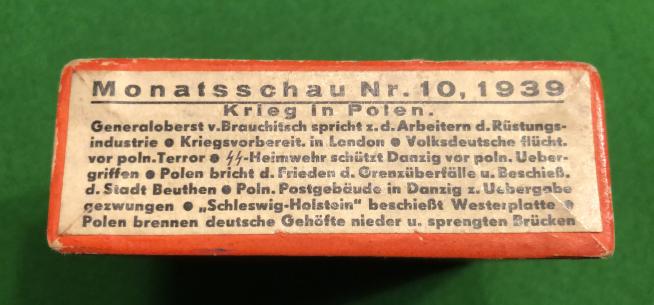 Monatsschau Nr. 10, 1939
Krieg in Polen.
Generaloberst v. Brauchitsch spricht z. d. Arbeitern d. Rüstungs-
industrie ● Kriegsvorbereit. in London ● Volksdeutsche flücht.
vor poln. Terror ● ϟϟ-Heimwehr schützt Danzig vor poln. Ueber-
griffen ● Polen bricht d. Frieden d. Grenzüberfälle u. Beschieß.
d. Stadt Beuthen ● Poln. Postgebäude in Danzig z. Uebergabe
gezwungen ● „Schleswig-Holstein" beschießt Westerplatte ●
Polen brennen deutsche Gehöfte nieder u. sprengten Brücken